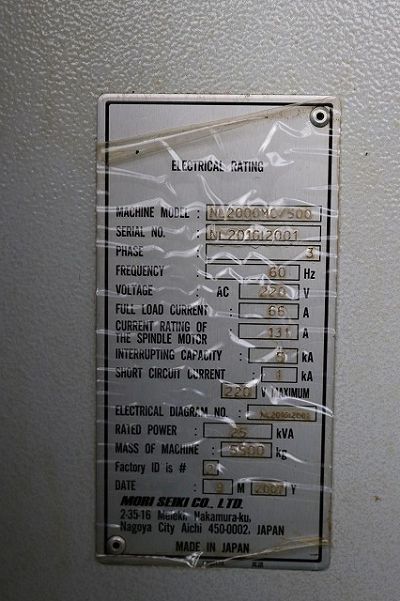 ELECTRICAL RATING
MACHINE MODEL : NL2000MC/500
SERIAL NO. : NL201GI2001
PHASE : 3
FREQUENCY : 60 Hz
VOLTAGE : AC 220 V
FULL LOAD CURRENT : 66 A
CURRENT RATING OF
THE SPINDLE MOTOR : 131 A
INTERRUPTING CAPACITY : 5 kA
SHORT CIRCUIT CURRENT : 1 kA
220 V MAXIMUM
ELECTRICAL DIAGRAM NO. : NL201GI2001
RATED POWER : 25 kVA
MASS OF MACHINE : 5500 kg
Factory ID is #
DATE : 9 M 2007 Y
MORI SEIKI CO., LTD.
2-35-16 Meieki Nakamura-ku,
Nagoya City Aichi 450-0002, JAPAN
MADE IN JAPAN